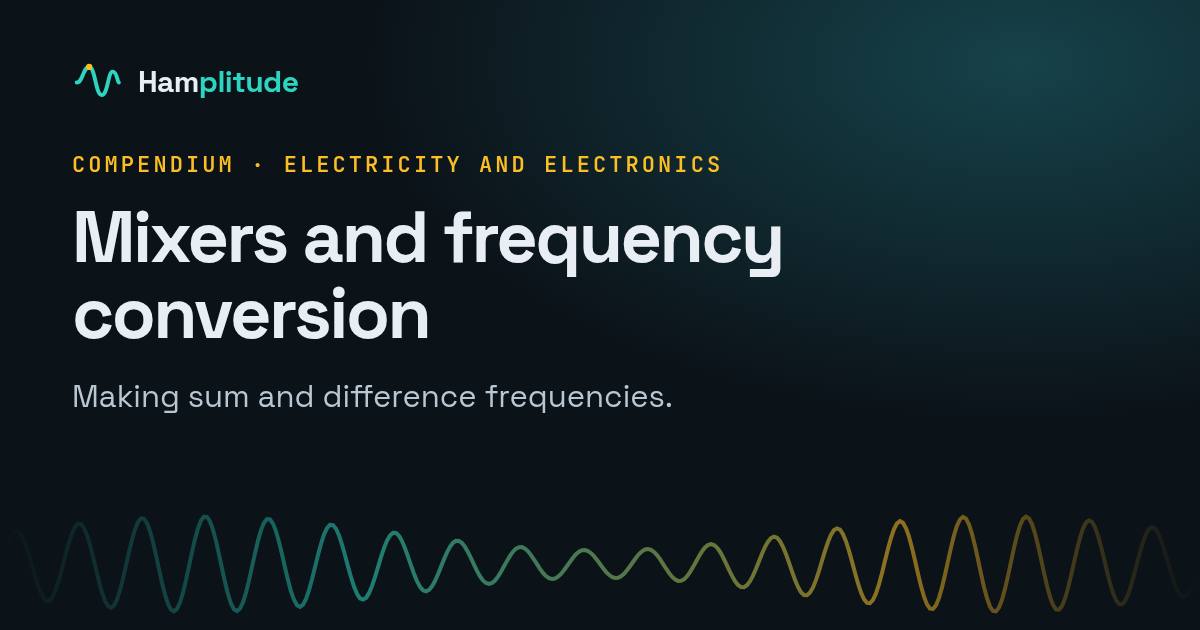 Hamplitude
COMPENDIUM · ELECTRICITY AND ELECTRONICS
Mixers and frequency
conversion
Making sum and difference frequencies.